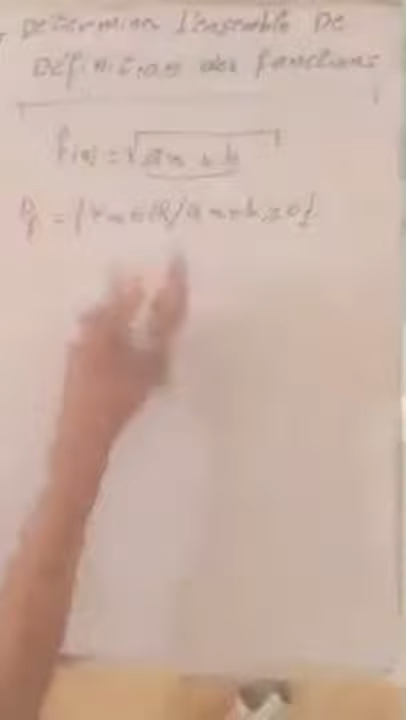 Déterminer l'ensemble De
Définition des fonctions
f(x) = √ax+b
Df = {∀x∈ℝ/ax+b≥0}